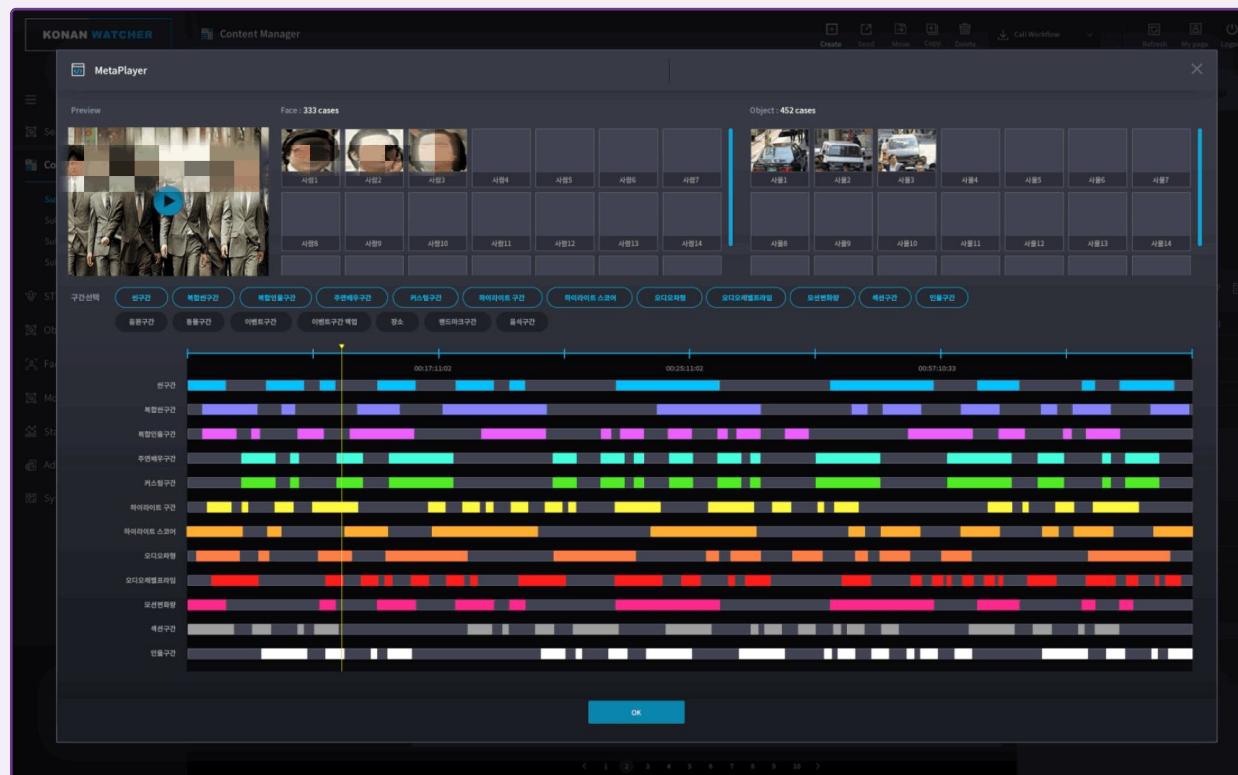 KONAN WATCHER
Content Manager
Create Send Move Copy Delete Call Workflow Refresh My page
MetaPlayer
Preview
Face : 333 cases
Object : 452 cases
사람1 사람2 사람3 사람4 사람5 사람6 사람7
사물1 사물2 사물3 사물4 사물5 사물6 사물7
사람8 사람9 사람10 사람11 사람12 사람13 사람14
사물8 사물9 사물10 사물11 사물12 사물13 사물14
구간선택 씬구간 복합씬구간 복합인물구간 주연배우구간 커스텀구간 하이라이트 구간 하이라이트 스코어 오디오파형 오디오레벨프라임 모션변화량 섹션구간 인물구간
음원구간 동물구간 이벤트구간 이벤트구간 백업 장소 랜드마크구간 음식구간
00:17:11:02 00:25:11:02 00:57:10:33
씬구간
복합씬구간
복합인물구간
주연배우구간
커스텀구간
하이라이트 구간
하이라이트 스코어
오디오파형
오디오레벨프라임
모션변화량
섹션구간
인물구간
OK
1 2 3 4 5 6 7 8 9 10